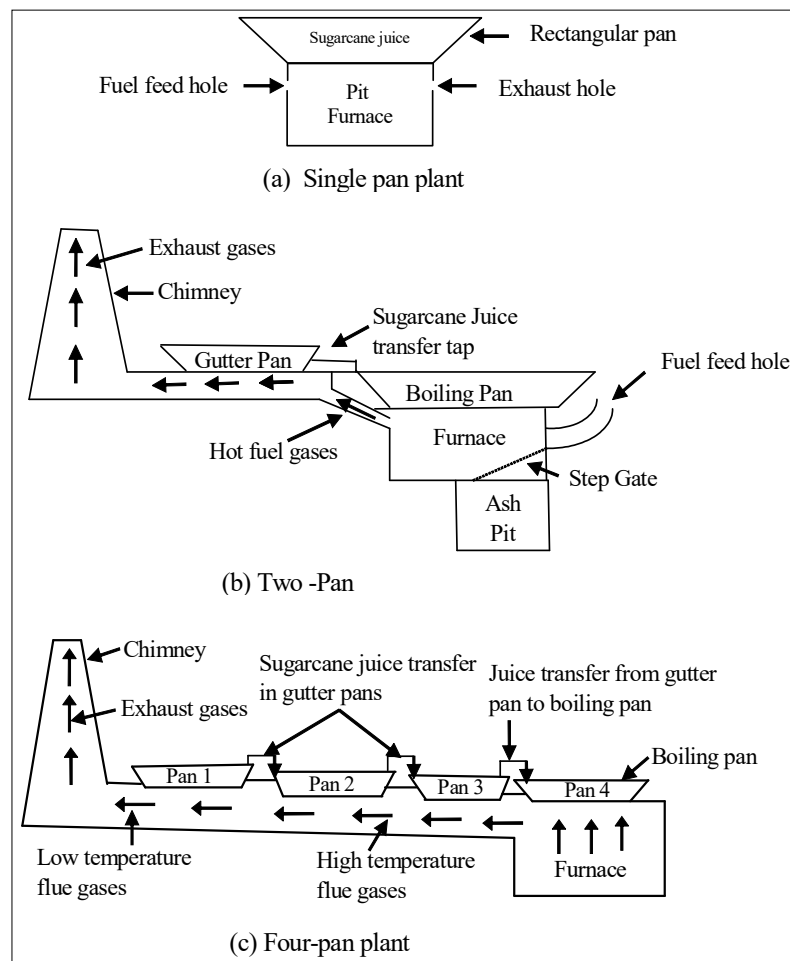 Sugarcane juice
Rectangular pan
Fuel feed hole
Pit
Furnace
Exhaust hole
(a) Single pan plant
Exhaust gases
Chimney
Sugarcane Juice
transfer tap
Gutter Pan
Fuel feed hole
Boiling Pan
Hot fuel gases
Furnace
Step Gate
Ash
Pit
(b) Two -Pan
Chimney
Sugarcane juice transfer
in gutter pans
Juice transfer from gutter
pan to boiling pan
Exhaust gases
Boiling pan
Pan 1
Pan 2
Pan 3
Pan 4
Low temperature
flue gases
High temperature
flue gases
Furnace
(c) Four-pan plant